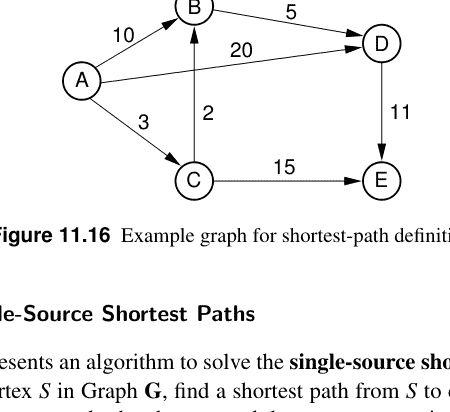 B
5
10
20
D
A
3
2
11
15
C
E
Figure 11.16 Example graph for shortest-path definiti
le-Source Shortest Paths
esents an algorithm to solve the single-source sho
rtex S in Graph G, find a shortest path from S to